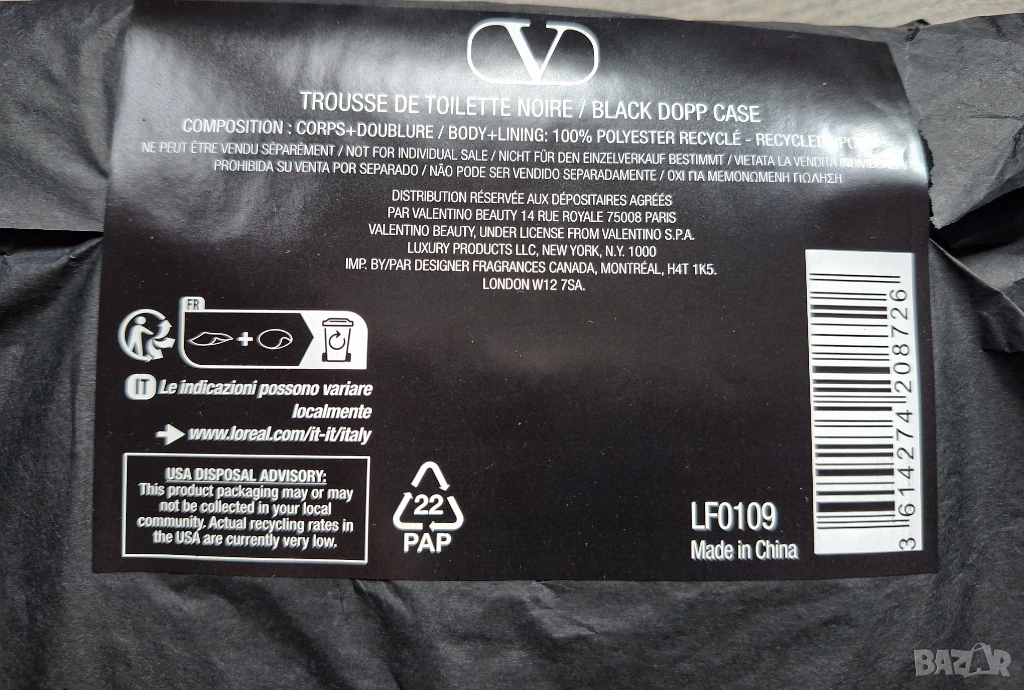 V
TROUSSE DE TOILETTE NOIRE / BLACK DOPP CASE
COMPOSITION : CORPS+DOUBLURE / BODY+LINING: 100% POLYESTER RECYCLÉ - RECYCLED
NE PEUT ÊTRE VENDU SÉPARÉMENT / NOT FOR INDIVIDUAL SALE / NICHT FÜR DEN EINZELVERKAUF BESTIMMT / VIETATA LA VENDITA
PROHIBIDA SU VENTA POR SEPARADO / NÃO PODE SER VENDIDO SEPARADAMENTE / ΟΧΙ ΓΙΑ ΜΕΜΟΝΩΜΕΝΗ ΠΩΛΗΣΗ
DISTRIBUTION RÉSERVÉE AUX DÉPOSITAIRES AGRÉÉS
PAR VALENTINO BEAUTY 14 RUE ROYALE 75008 PARIS
VALENTINO BEAUTY, UNDER LICENSE FROM VALENTINO S.P.A.
LUXURY PRODUCTS LLC, NEW YORK, N.Y. 1000
IMP. BY/PAR DESIGNER FRAGRANCES CANADA, MONTRÉAL, H4T 1K5.
LONDON W12 7SA.
FR
IT Le indicazioni possono variare
localmente
www.loreal.com/it-it/italy
USA DISPOSAL ADVISORY:
This product packaging may or may
not be collected in your local
community. Actual recycling rates in
the USA are currently very low.
22
PAP
LF0109
Made in China
3 614274 208726
BAZAR